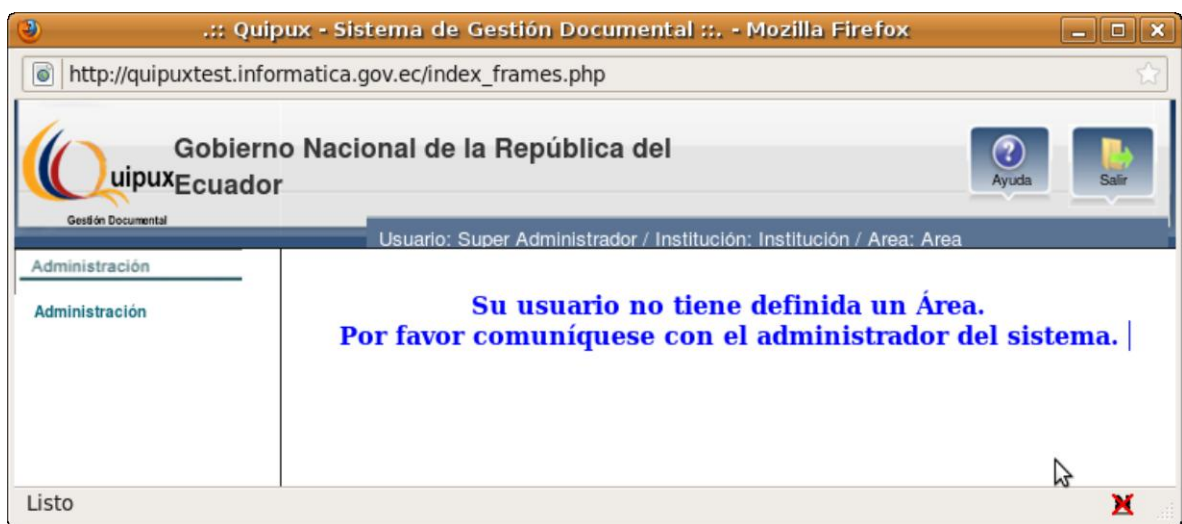 .:: Quipux - Sistema de Gestión Documental ::. - Mozilla Firefox
http://quipuxtest.informatica.gov.ec/index_frames.php
Gobierno Nacional de la República del
Ecuador
Quipux
Gestión Documental
Ayuda
Salir
Usuario: Super Administrador / Institución: Institución / Area: Area
Administración
Administración
Su usuario no tiene definida un Área.
Por favor comuníquese con el administrador del sistema.
Listo